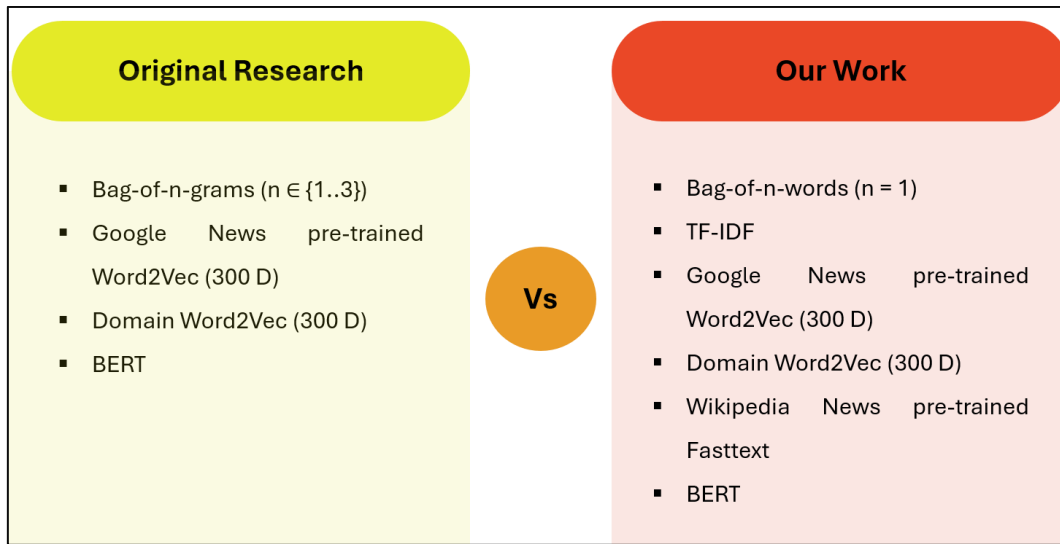 Original Research
▪ Bag-of-n-grams (n ∈ {1..3})
▪ Google News pre-trained
Word2Vec (300 D)
▪ Domain Word2Vec (300 D)
▪ BERT
Vs
Our Work
▪ Bag-of-n-words (n = 1)
▪ TF-IDF
▪ Google News pre-trained
Word2Vec (300 D)
▪ Domain Word2Vec (300 D)
▪ Wikipedia News pre-trained
Fasttext
▪ BERT